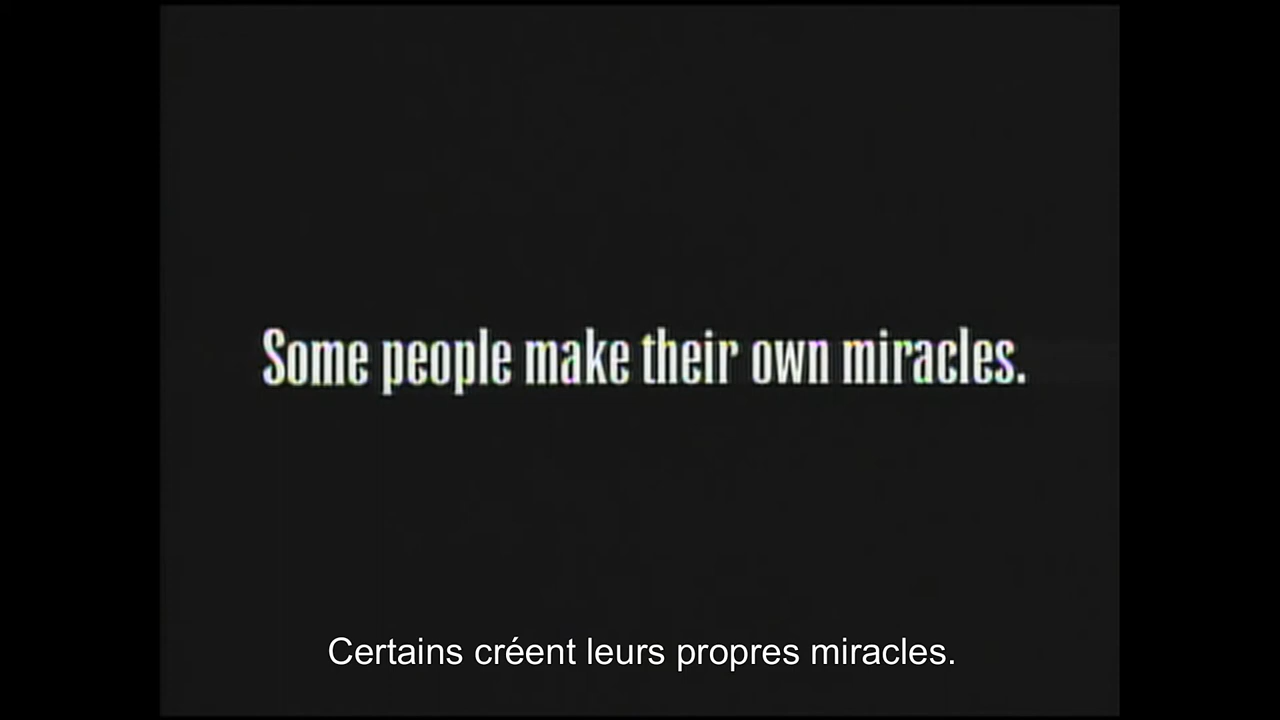 Some people make their own miracles.
Certains créent leurs propres miracles.